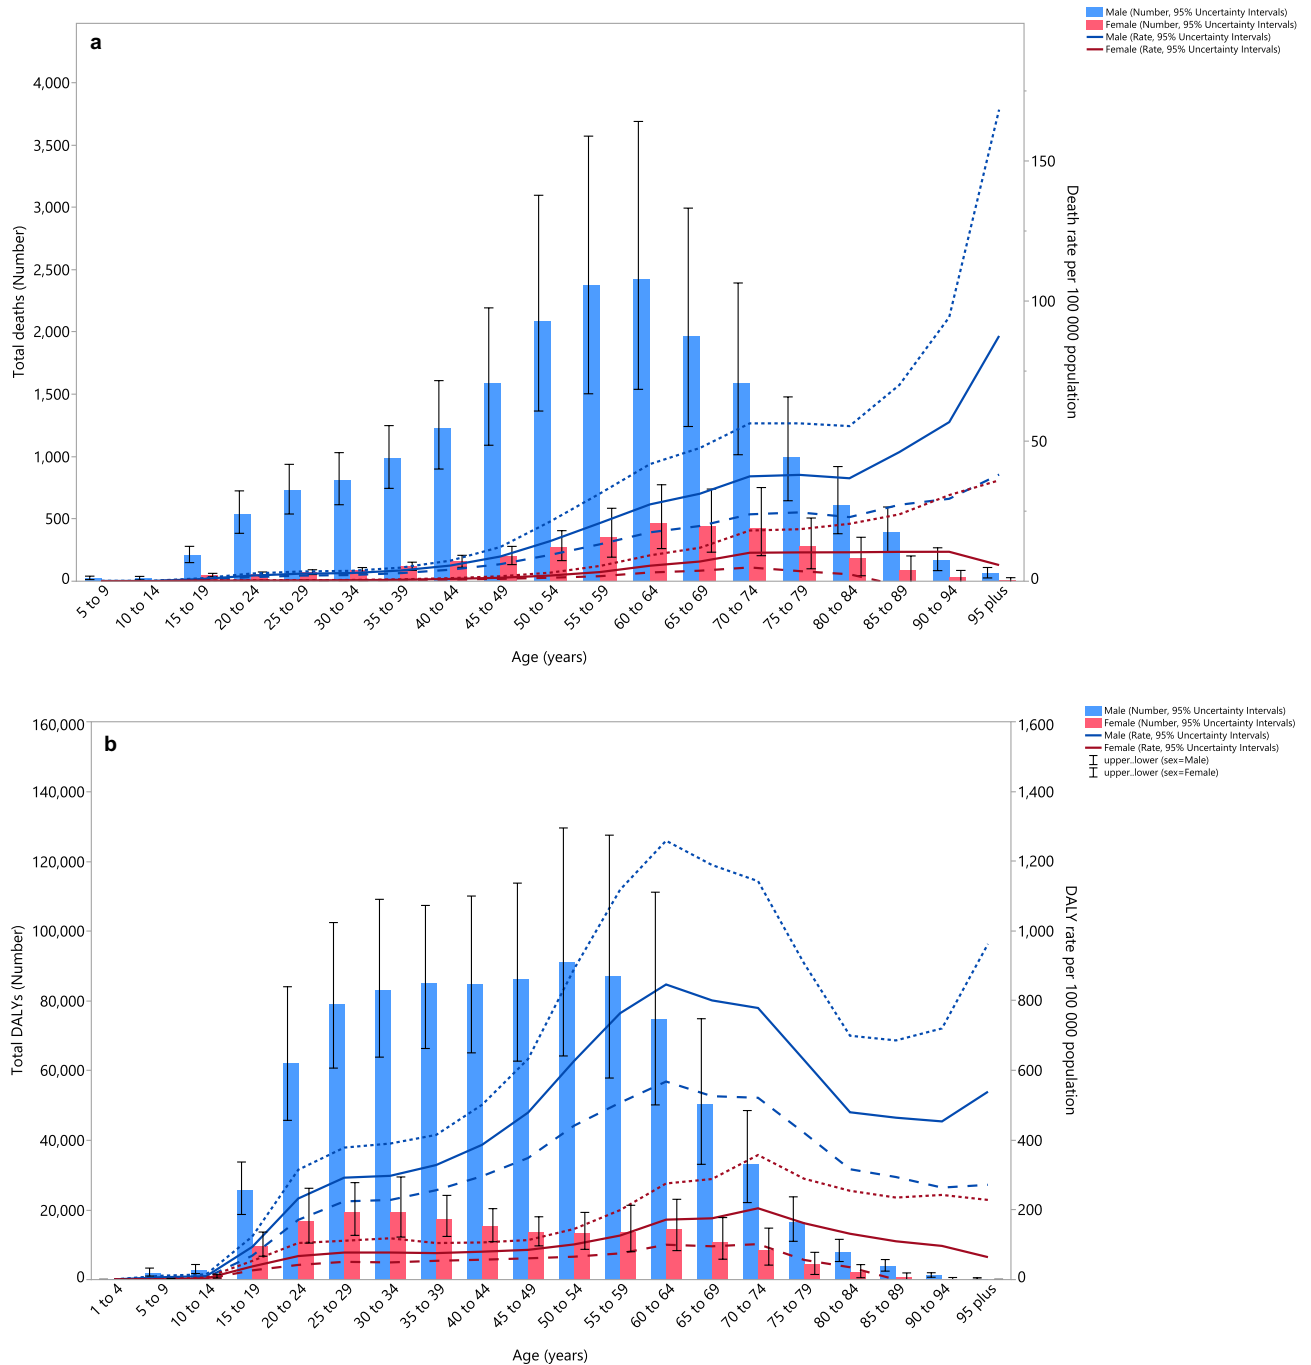 a
Male (Number, 95% Uncertainty Intervals)
Female (Number, 95% Uncertainty Intervals)
Male (Rate, 95% Uncertainty Intervals)
Female (Rate, 95% Uncertainty Intervals)
Total deaths (Number)
4,000
3,500
3,000
2,500
2,000
1,500
1,000
500
0
150
100
50
0
Death rate per 100 000 population
5 to 9
10 to 14
15 to 19
20 to 24
25 to 29
30 to 34
35 to 39
40 to 44
45 to 49
50 to 54
55 to 59
60 to 64
65 to 69
70 to 74
75 to 79
80 to 84
85 to 89
90 to 94
95 plus
Age (years)
b
Male (Number, 95% Uncertainty Intervals)
Female (Number, 95% Uncertainty Intervals)
Male (Rate, 95% Uncertainty Intervals)
Female (Rate, 95% Uncertainty Intervals)
upper..lower (sex=Male)
upper..lower (sex=Female)
Total DALYs (Number)
160,000
140,000
120,000
100,000
80,000
60,000
40,000
20,000
0
1,600
1,400
1,200
1,000
800
600
400
200
0
DALY rate per 100 000 population
1 to 4
5 to 9
10 to 14
15 to 19
20 to 24
25 to 29
30 to 34
35 to 39
40 to 44
45 to 49
50 to 54
55 to 59
60 to 64
65 to 69
70 to 74
75 to 79
80 to 84
85 to 89
90 to 94
95 plus
Age (years)